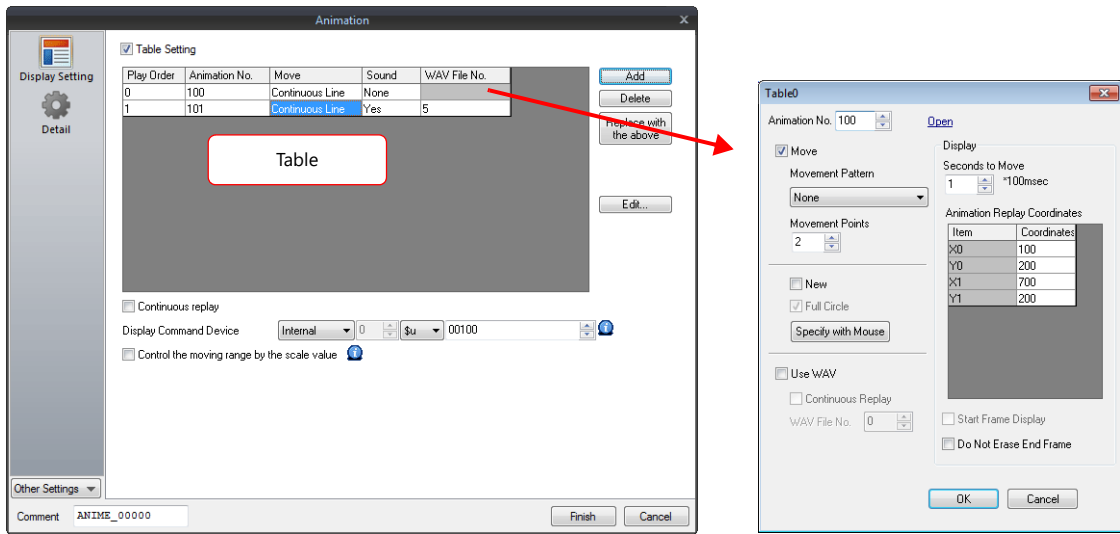 Animation
x
Display Setting
Detail
Other Settings
Table Setting
Play Order Animation No. Move Sound WAV File No.
0 100 Continuous Line None
1 101 Continuous Line Yes 5
Table
Add
Delete
Replace with
the above
Edit...
Continuous replay
Display Command Device Internal 0 $u 00100
Control the moving range by the scale value
Comment ANIME_00000
Finish Cancel
Table0
Animation No. 100 Open
Move
Movement Pattern
None
Movement Points
2
New
Full Circle
Specify with Mouse
Use WAV
Continuous Replay
WAV File No. 0
Display
Seconds to Move
1 *100msec
Animation Replay Coordinates
Item Coordinates
X0 100
Y0 200
X1 700
Y1 200
Start Frame Display
Do Not Erase End Frame
OK Cancel